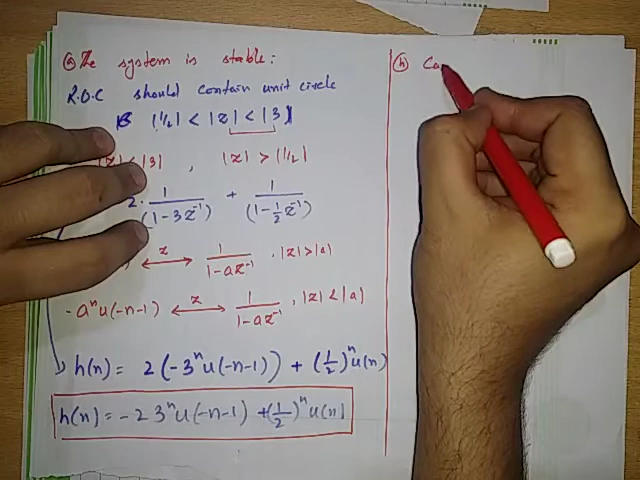 ⓐ The system is stable:
R.O.C should contain unit circle
|1/2| < |z| < |3|
|z| < |3| , |z| > |1/2|
2 · 1/(1-3z⁻¹) + 1/(1-½z⁻¹)
⟷z 1/(1-az⁻¹) , |z|>|a|
-aⁿu(-n-1) ⟷z 1/(1-az⁻¹) , |z|<|a|
h(n) = 2(-3ⁿu(-n-1)) + (½)ⁿu(n)
h(n) = -2 3ⁿu(-n-1) + (½)ⁿu(n)
ⓑ Ca